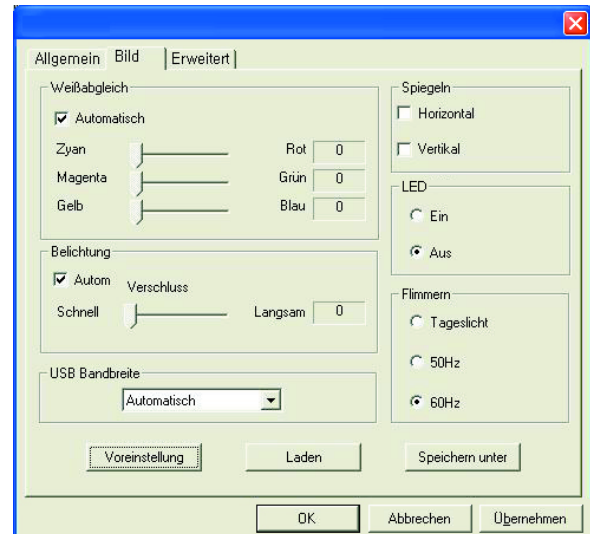 Allgemein Bild Erweitert
Weißabgleich
Automatisch
Zyan Rot 0
Magenta Grün 0
Gelb Blau 0
Belichtung
Autom Verschluss
Schnell Langsam 0
USB Bandbreite
Automatisch
Spiegeln
Horizontal
Vertikal
LED
Ein
Aus
Flimmern
Tageslicht
50Hz
60Hz
Voreinstellung Laden Speichern unter
OK Abbrechen Übernehmen